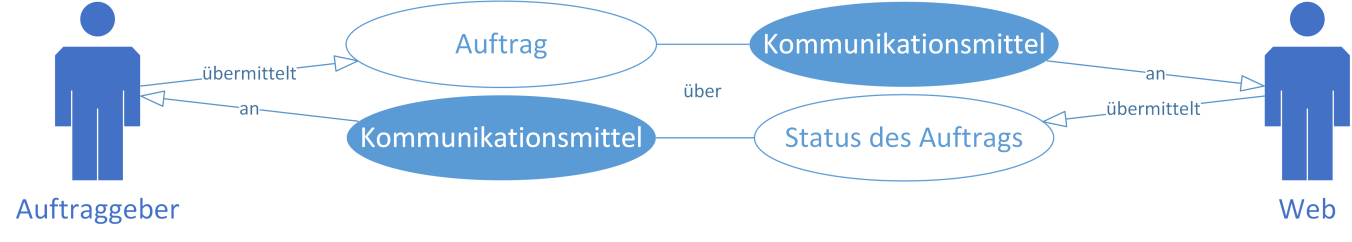 Auftrag
Kommunikationsmittel
übermittelt
an
über
an
übermittelt
Kommunikationsmittel
Status des Auftrags
Auftraggeber
Web